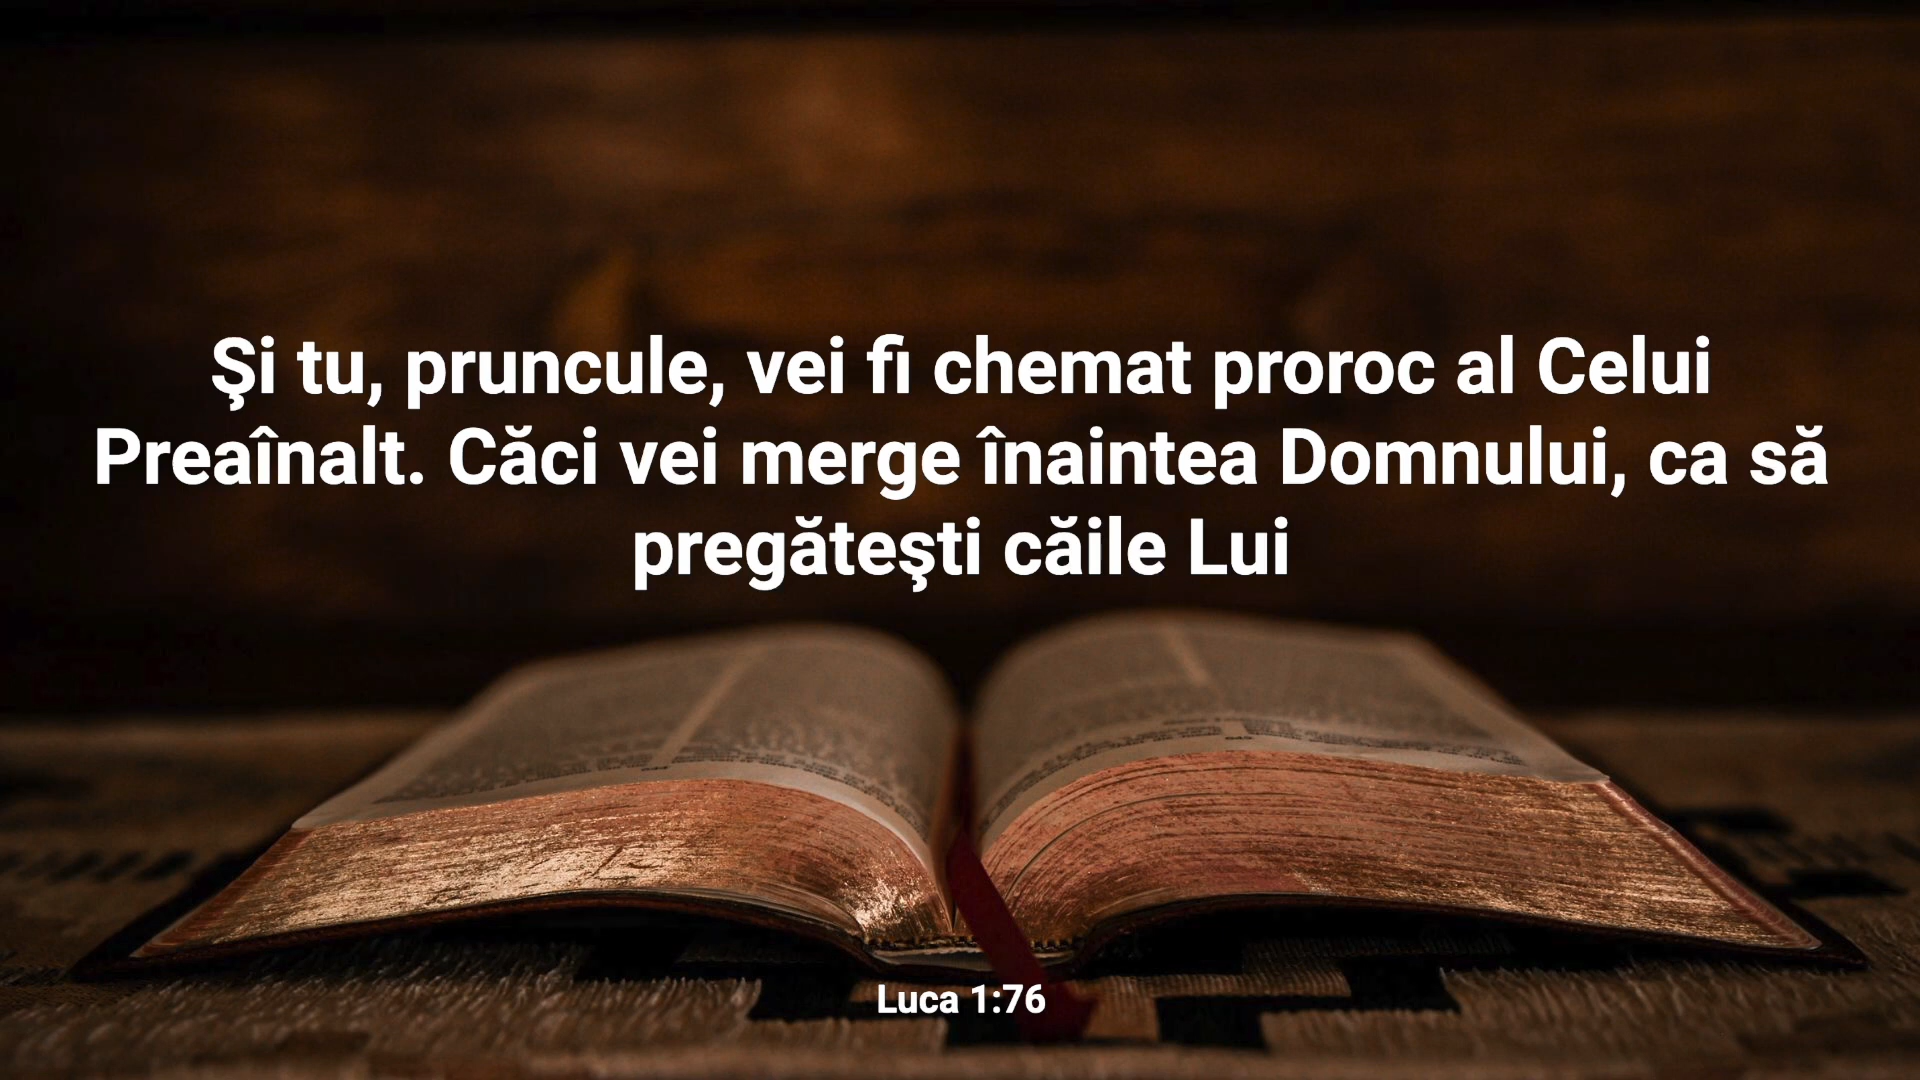 Şi tu, pruncule, vei fi chemat proroc al Celui
Preaînalt. Căci vei merge înaintea Domnului, ca să
pregăteşti căile Lui
Luca 1:76